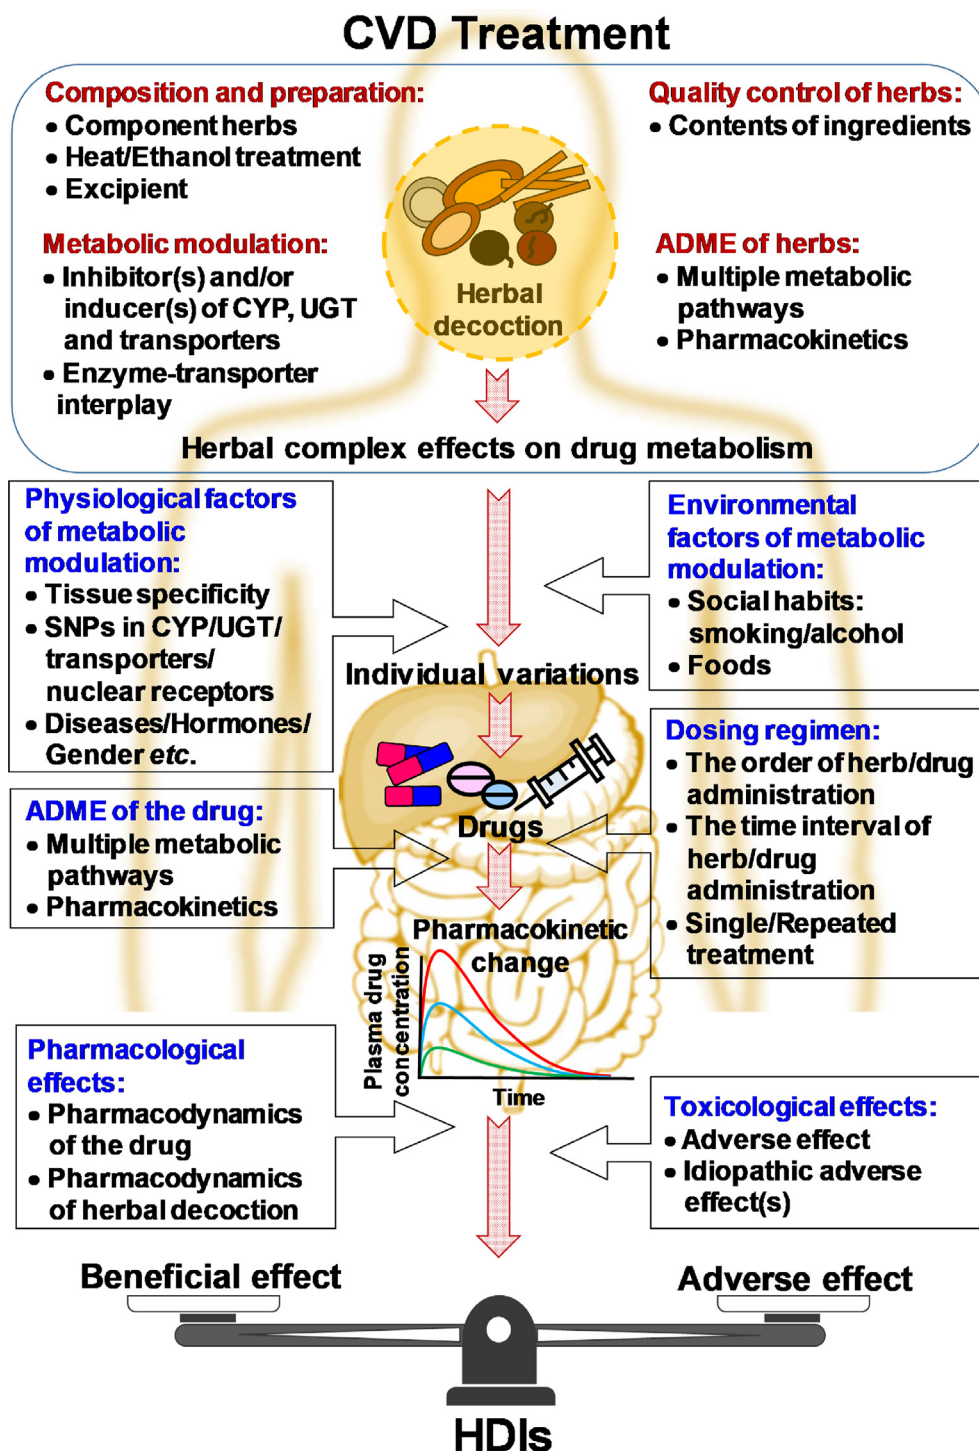 CVD Treatment
Composition and preparation:
• Component herbs
• Heat/Ethanol treatment
• Excipient
Quality control of herbs:
• Contents of ingredients
Metabolic modulation:
• Inhibitor(s) and/or
inducer(s) of CYP, UGT
and transporters
• Enzyme-transporter
interplay
Herbal
decoction
ADME of herbs:
• Multiple metabolic
pathways
• Pharmacokinetics
Herbal complex effects on drug metabolism
Physiological factors
of metabolic
modulation:
• Tissue specificity
• SNPs in CYP/UGT/
transporters/
nuclear receptors
• Diseases/Hormones/
Gender etc.
Environmental
factors of metabolic
modulation:
• Social habits:
smoking/alcohol
• Foods
Individual variations
ADME of the drug:
• Multiple metabolic
pathways
• Pharmacokinetics
Drugs
Dosing regimen:
• The order of herb/drug
administration
• The time interval of
herb/drug
administration
• Single/Repeated
treatment
Pharmacokinetic
change
Plasma drug
concentration
Time
Pharmacological
effects:
• Pharmacodynamics
of the drug
• Pharmacodynamics
of herbal decoction
Toxicological effects:
• Adverse effect
• Idiopathic adverse
effect(s)
Beneficial effect
Adverse effect
HDIs